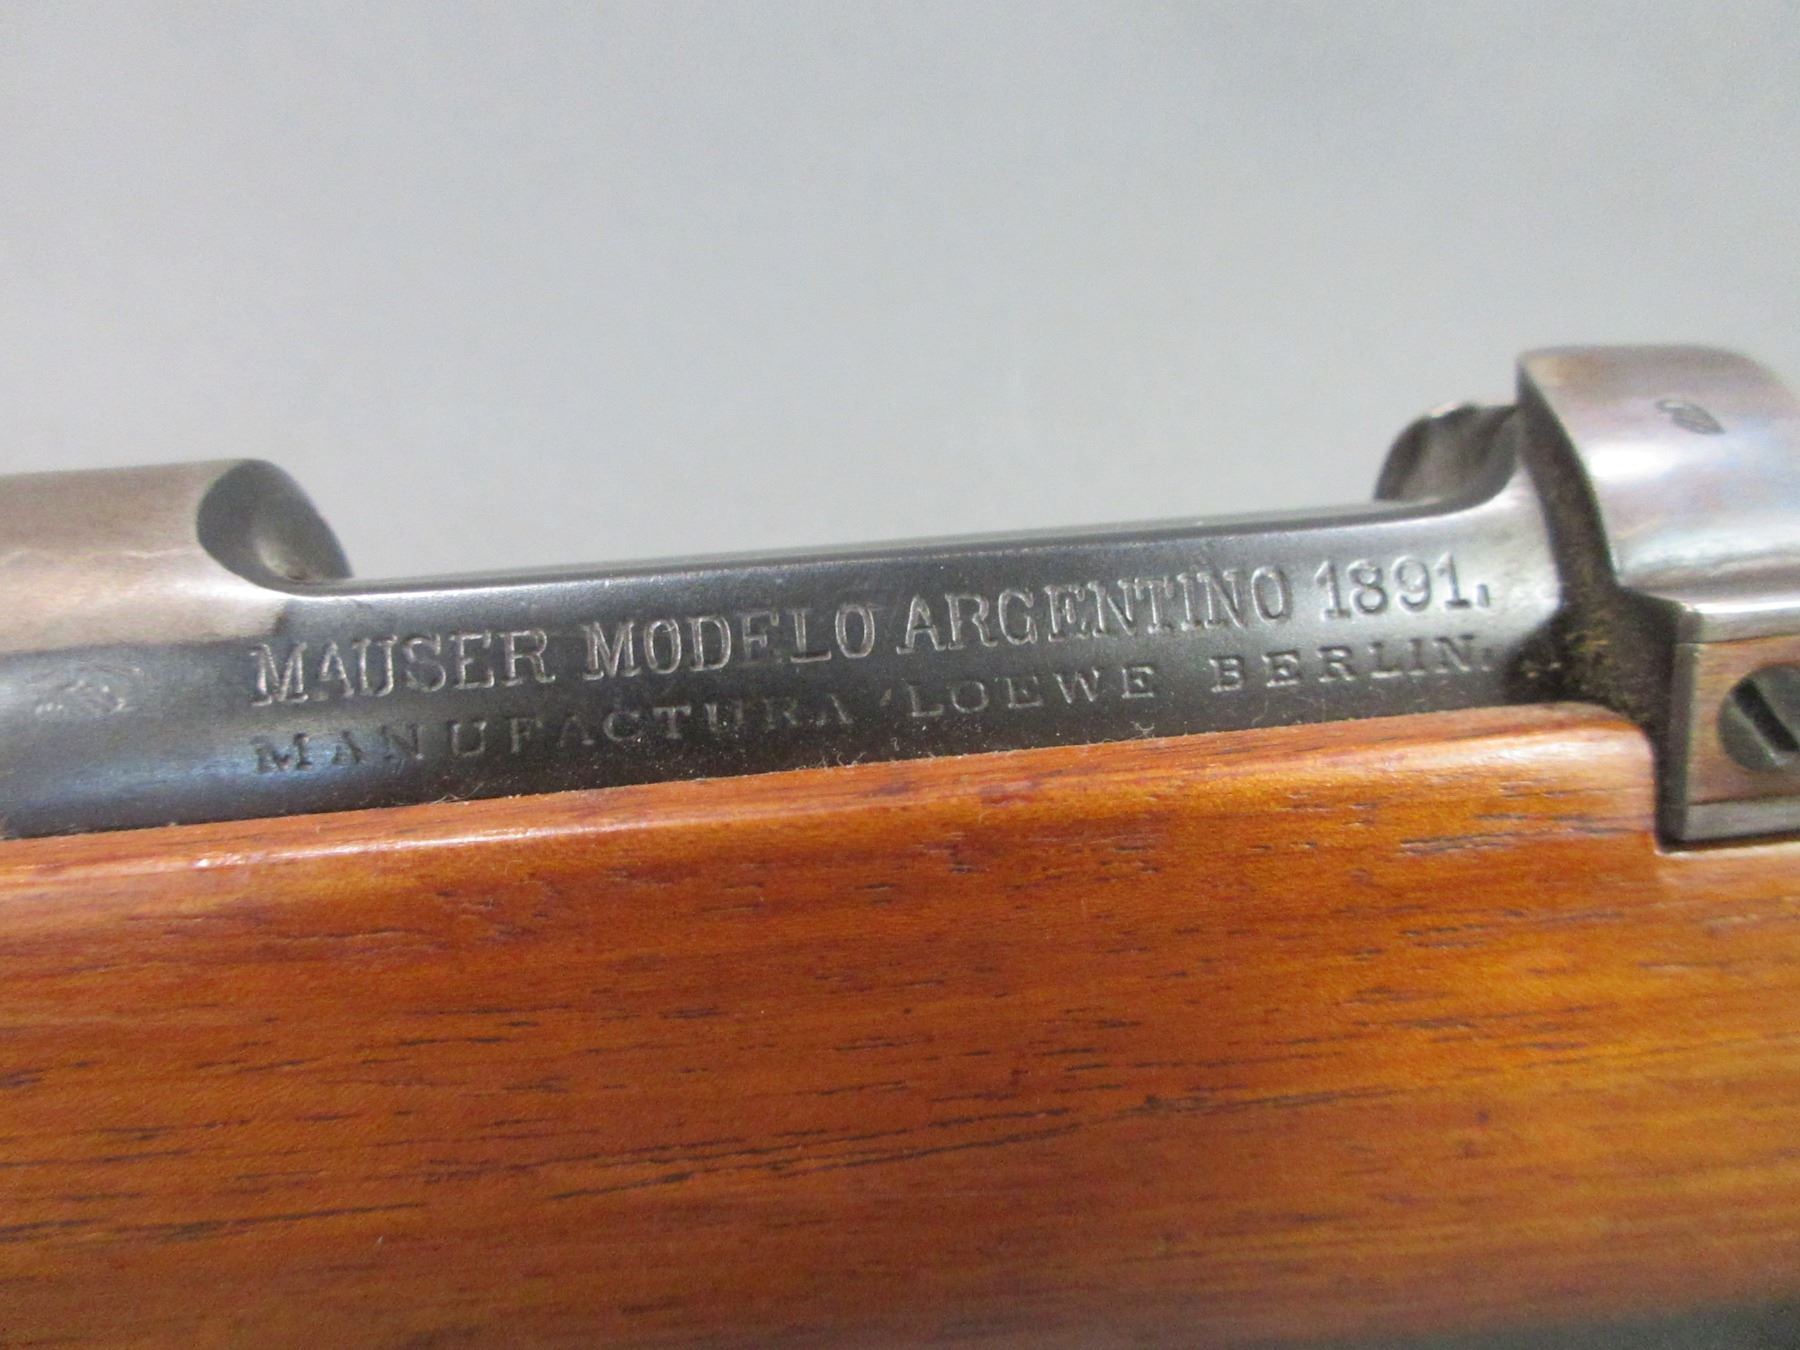 MAUSER MODELO ARGENTINO 1891.
MANUFACTURA LOEWE BERLIN.